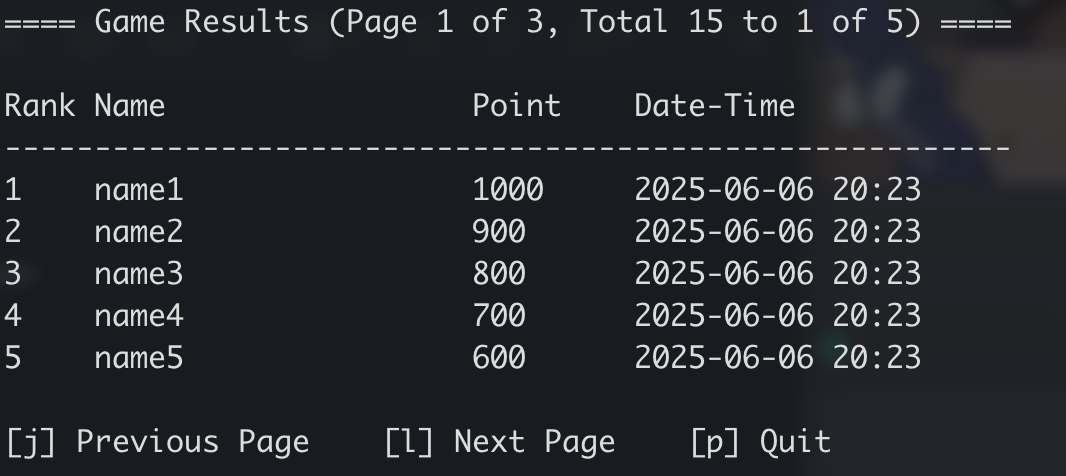 ==== Game Results (Page 1 of 3, Total 15 to 1 of 5) ====
Rank Name                 Point    Date-Time
--------------------------------------------------------
1    name1                1000     2025-06-06 20:23
2    name2                900      2025-06-06 20:23
3    name3                800      2025-06-06 20:23
4    name4                700      2025-06-06 20:23
5    name5                600      2025-06-06 20:23
[j] Previous Page    [l] Next Page    [p] Quit